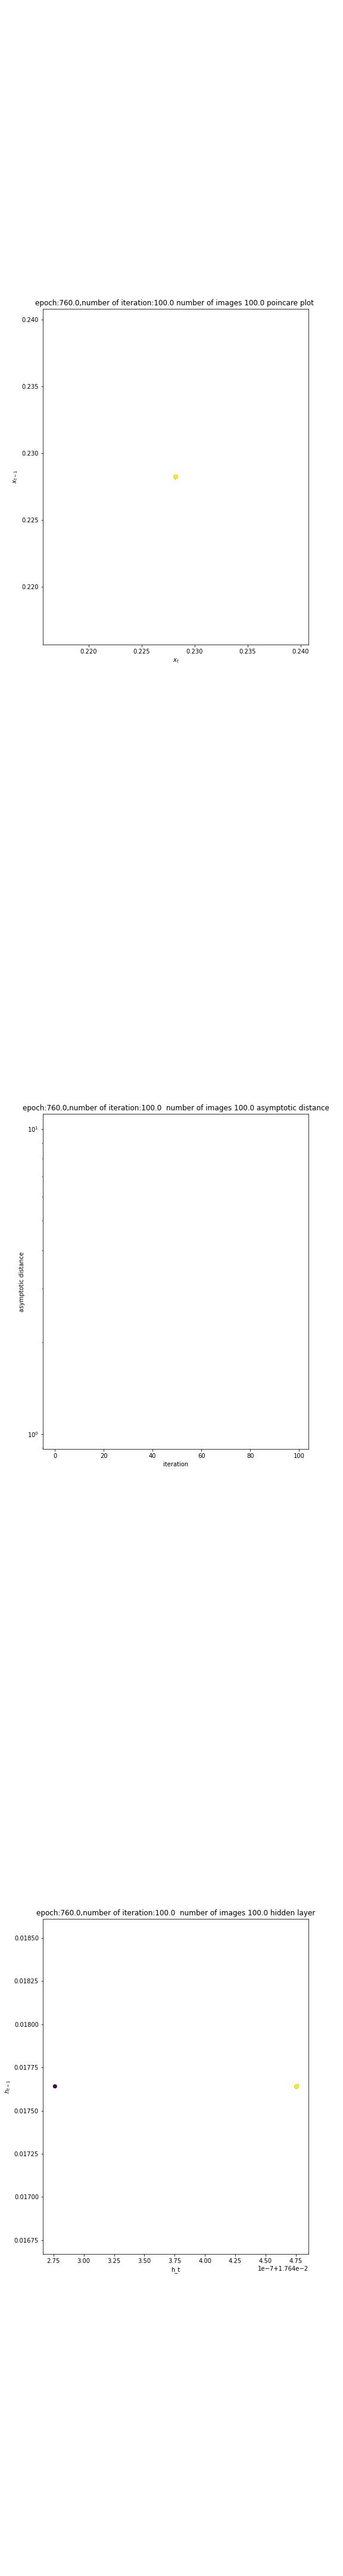 epoch:760.0,number of iteration:100.0 number of images 100.0 poincare plot
0.240
0.235
0.230
0.225
0.220
x_{t-1}
0.220 0.225 0.230 0.235 0.240
x_t
epoch:760.0,number of iteration:100.0  number of images 100.0 asymptotic distance
10^1
10^0
asymptotic distance
0 20 40 60 80 100
iteration
epoch:760.0,number of iteration:100.0  number of images 100.0 hidden layer
0.01850
0.01825
0.01800
0.01775
0.01750
0.01725
0.01700
0.01675
h_{t-1}
2.75 3.00 3.25 3.50 3.75 4.00 4.25 4.50 4.75
1e−7+1.764e−2
h_t